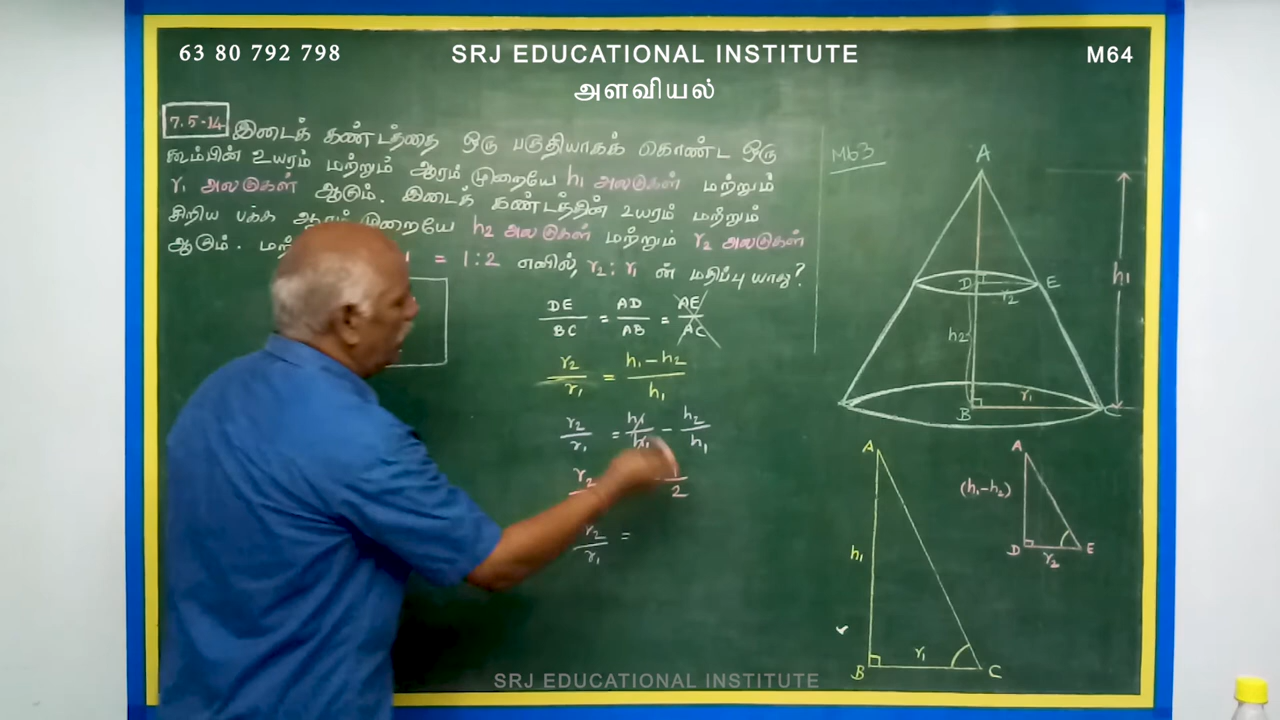 63 80 792 798
SRJ EDUCATIONAL INSTITUTE
M64
அளவியல்
7.5-14 இடைக் கண்டத்தை ஒரு பகுதியாகக் கொண்ட ஒரு
கூம்பின் உயரம் மற்றும் ஆரம் முறையே h₁ அலகுகள் மற்றும்
r₁ அலகுகள் ஆகும். இடைக் கண்டத்தின் உயரம் மற்றும்
சிறிய பக்க முறையே h₂ அலகுகள் மற்றும் r₂ அலகுகள்
ஆகும். = 1:2 எனில், r₂ : r₁ ன் மதிப்பு யாது?
DE/BC = AD/AB = AE/AC
r₂/r₁ = h₁-h₂/h₁
r₂/r₁ = h₁/h₁ - h₂/h₁
r₂ 1/2
r₂/r₁ =
M63
A
D
E
r₂
h₂
h₁
r₁
B
C
A
h₁
r₁
B
C
A
(h₁-h₂)
D
r₂
E
SRJ EDUCATIONAL INSTITUTE